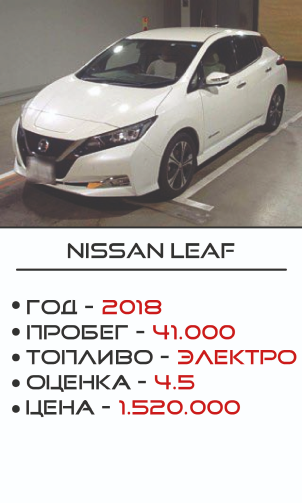 NISSAN LEAF
• ГОД - 2018
• ПРОБЕГ - 41.000
• ТОПЛИВО - ЭЛЕКТРО
• ОЦЕНКА - 4.5
• ЦЕНА - 1.520.000